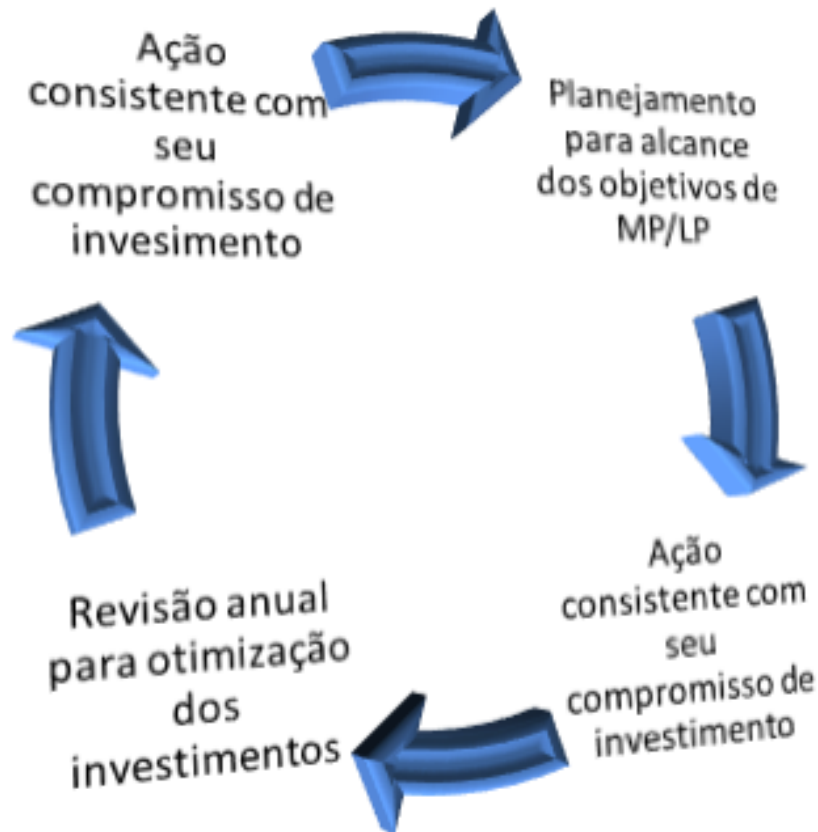 Ação
consistente com
seu
compromisso de
invesimento
Planejamento
para alcance
dos objetivos de
MP/LP
Ação
consistente com
seu
compromisso de
investimento
Revisão anual
para otimização
dos
investimentos